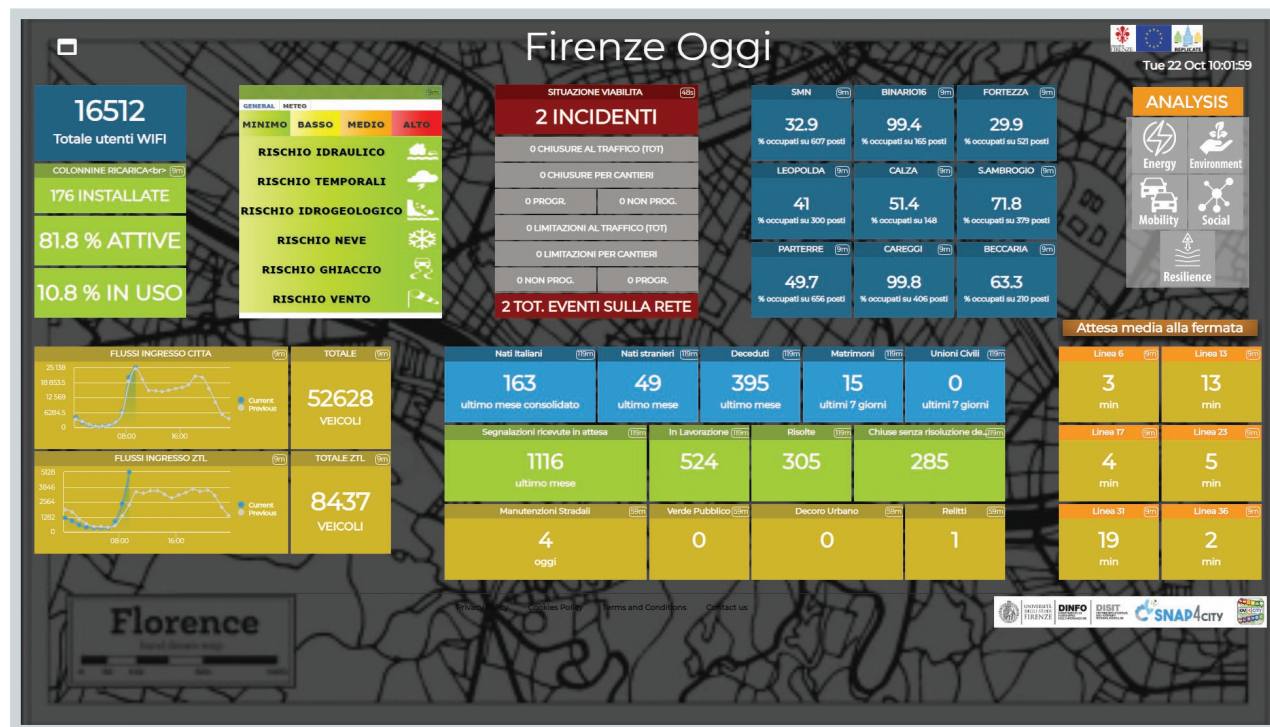 Firenze Oggi
REPLICATE
Tue 22 Oct 10:01:59
16512
Totale utenti WIFI
COLONNINE RICARICA<br> 9m
176 INSTALLATE
81.8 % ATTIVE
10.8 % IN USO
9m
GENERAL METEO
MINIMO BASSO MEDIO ALTO
RISCHIO IDRAULICO
RISCHIO TEMPORALI
RISCHIO IDROGEOLOGICO
RISCHIO NEVE
RISCHIO GHIACCIO
RISCHIO VENTO
SITUAZIONE VIABILITA 48s
2 INCIDENTI
0 CHIUSURE AL TRAFFICO (TOT)
0 CHIUSURE PER CANTIERI
0 PROGR. 0 NON PROG.
0 LIMITAZIONI AL TRAFFICO (TOT)
0 LIMITAZIONI PER CANTIERI
0 NON PROG. 0 PROGR.
2 TOT. EVENTI SULLA RETE
SMN 9m BINARIO16 9m FORTEZZA 9m
32.9 99.4 29.9
% occupati su 607 posti % occupati su 165 posti % occupati su 521 posti
LEOPOLDA 9m CALZA 9m S.AMBROGIO 9m
41 51.4 71.8
% occupati su 300 posti % occupati su 148 % occupati su 379 posti
PARTERRE 9m CAREGGI 9m BECCARIA 9m
49.7 99.8 63.3
% occupati su 656 posti % occupati su 406 posti % occupati su 210 posti
ANALYSIS
Energy Environment
Mobility Social
Resilience
FLUSSI INGRESSO CITTA 9m TOTALE 9m
25138
18853.5
12569
6284.5
0
08:00 16:00
Current
Previous
52628
VEICOLI
FLUSSI INGRESSO ZTL 9m TOTALE ZTL 9m
5128
3846
2564
1282
0
08:00 16:00
Current
Previous
8437
VEICOLI
Nati Italiani 119m Nati stranieri 119m Deceduti 119m Matrimoni 119m Unioni Civili 119m
163 49 395 15 0
ultimo mese consolidato ultimo mese ultimo mese ultimi 7 giorni ultimi 7 giorni
Segnalazioni ricevute in attesa 119m In Lavorazione 119m Risolte 119m Chiuse senza risoluzione de... 119m
1116 524 305 285
ultimo mese
Manutenzioni Stradali 59m Verde Pubblico 59m Decoro Urbano 59m Relitti 59m
4 0 0 1
oggi
Attesa media alla fermata
Linea 6 9m Linea 13 9m
3 13
min min
Linea 17 9m Linea 23 9m
4 5
min min
Linea 31 9m Linea 36 9m
19 2
min min
Privacy Policy Cookies Policy Terms and Conditions Contact us
Florence
UNIVERSITÀ
DEGLI STUDI
FIRENZE
DINFO
DISIT
SNAP4CITY